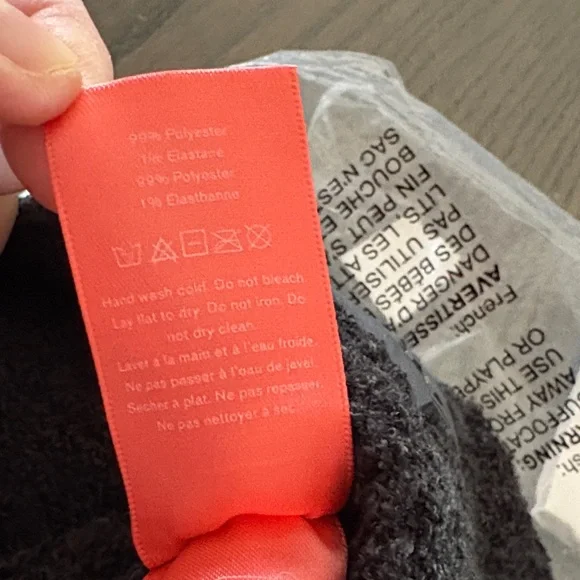 99% Polyester
1% Elastane
99% Polyester
1% Elasthanne
Hand wash cold. Do not bleach
Lay flat to dry. Do not iron. Do
not dry clean.
Laver à la main et à l'eau froide.
Ne pas passer à l'eau de javel.
Secher a plat. Ne pas repasser.
Ne pas nettoyer à sec.
SAC N'ES
BOUCHE E
FIN PEUT S
LITS, LES A
PAS UTILISE
DES BÉBÉS
DANGER D'A
AVERTISSE
French:
OR PLAYP
USE THIS
AWAY FRO
SUFFOCA
WARNING: